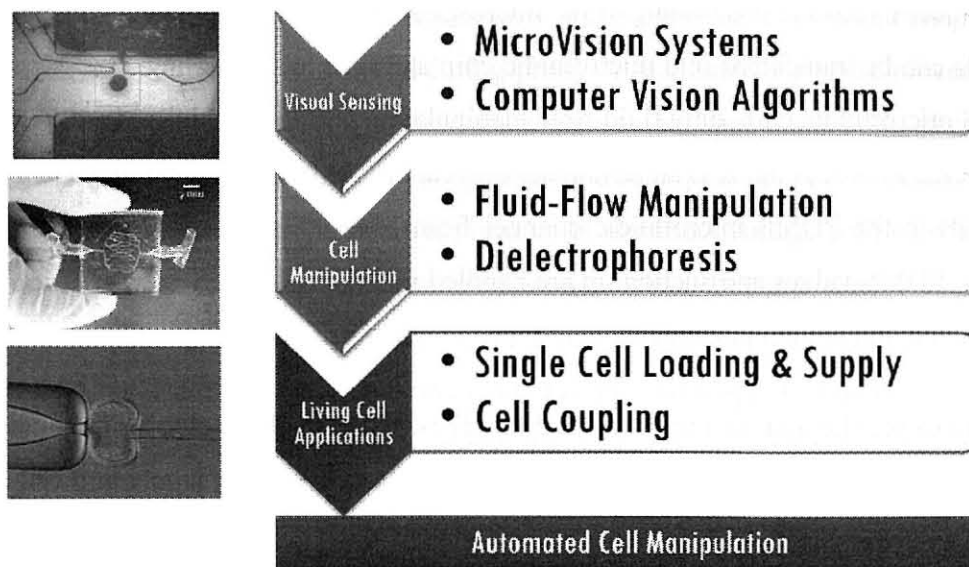 Visual Sensing
• MicroVision Systems
• Computer Vision Algorithms
Cell
Manipulation
• Fluid-Flow Manipulation
• Dielectrophoresis
Living Cell
Applications
• Single Cell Loading & Supply
• Cell Coupling
Automated Cell Manipulation